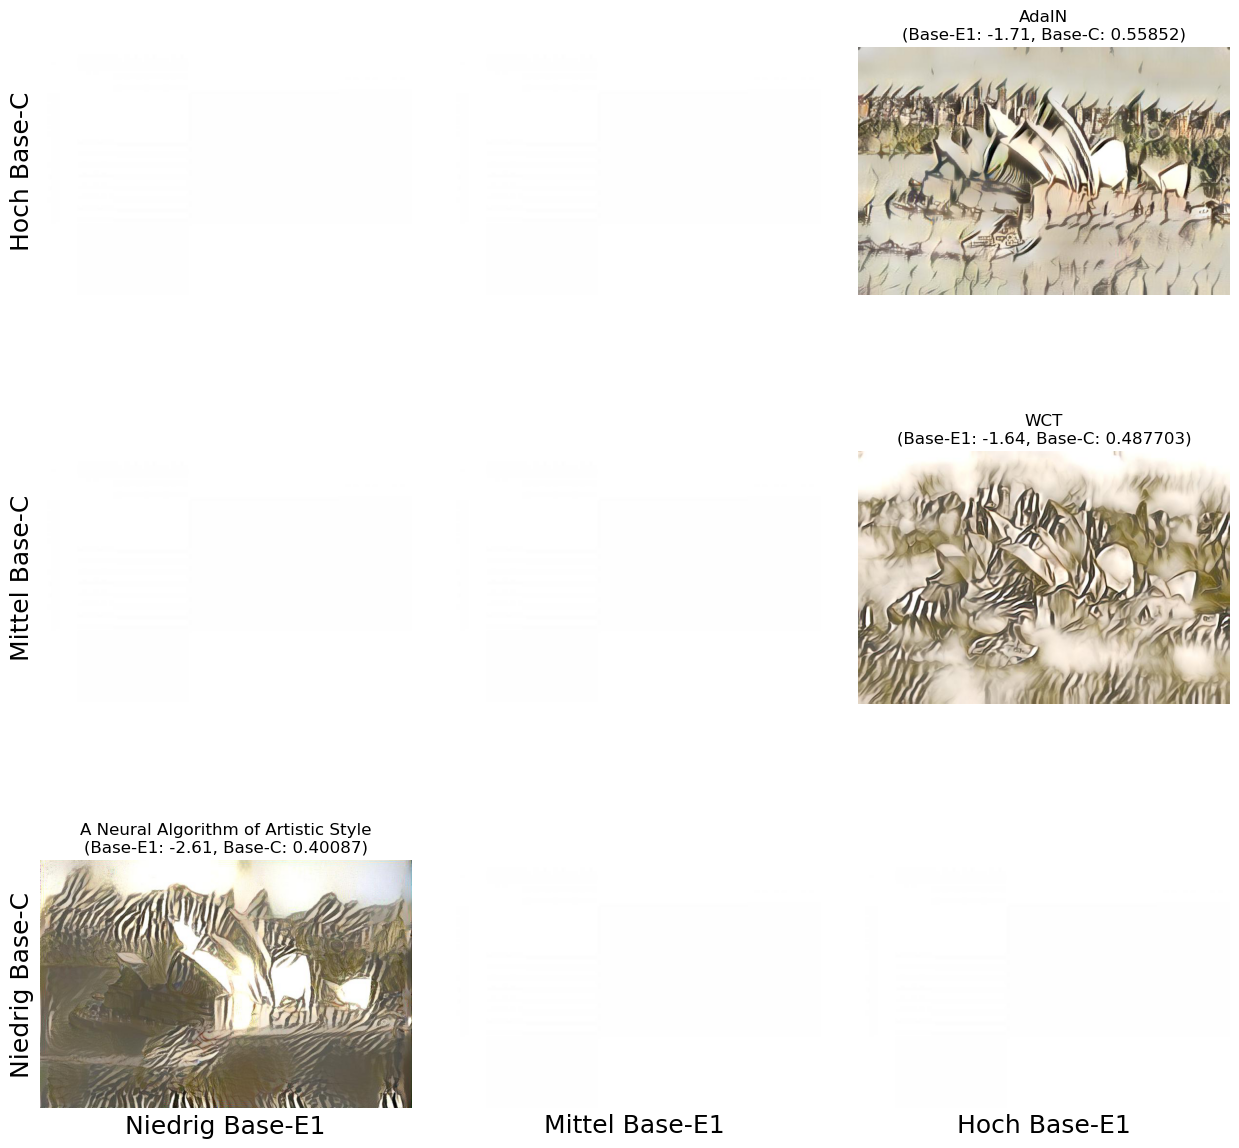 AdaIN
(Base-E1: -1.71, Base-C: 0.55852)
Hoch Base-C
WCT
(Base-E1: -1.64, Base-C: 0.487703)
Mittel Base-C
A Neural Algorithm of Artistic Style
(Base-E1: -2.61, Base-C: 0.40087)
Niedrig Base-C
Niedrig Base-E1
Mittel Base-E1
Hoch Base-E1